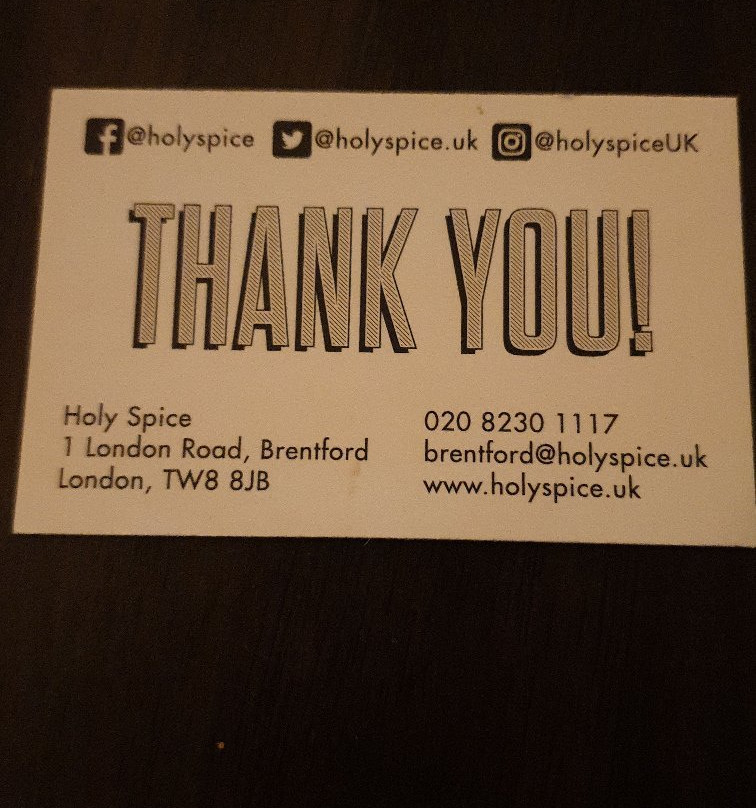 @holyspice @holyspice.uk @holyspiceUK
THANK YOU!
Holy Spice
1 London Road, Brentford
London, TW8 8JB
020 8230 1117
brentford@holyspice.uk
www.holyspice.uk